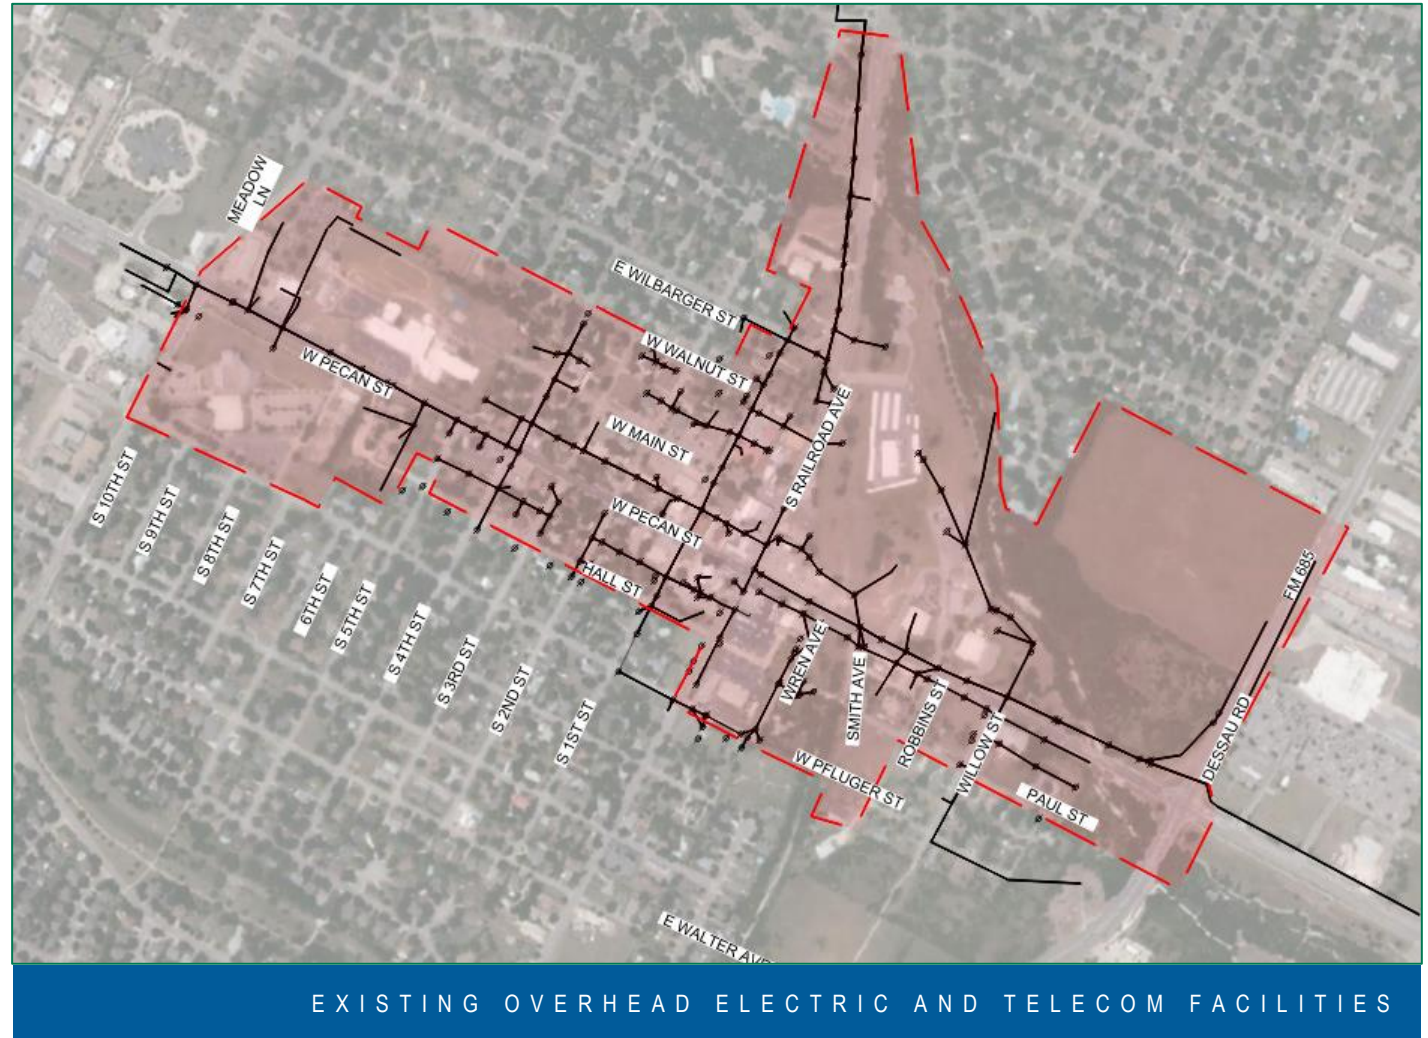 MEADOW
LN
E WILBARGER ST
W WALNUT ST
W PECAN ST
W MAIN ST
S RAILROAD AVE
W PECAN ST
HALL ST
S 10TH ST
S 9TH ST
S 8TH ST
S 7TH ST
6TH ST
S 5TH ST
S 4TH ST
S 3RD ST
S 2ND ST
S 1ST ST
WREN AVE
SMITH AVE
ROBBINS ST
WILLOW ST
W PFLUGER ST
PAUL ST
DESSAU RD
FM 685
E WALTER AVE
EXISTING OVERHEAD ELECTRIC AND TELECOM FACILITIES